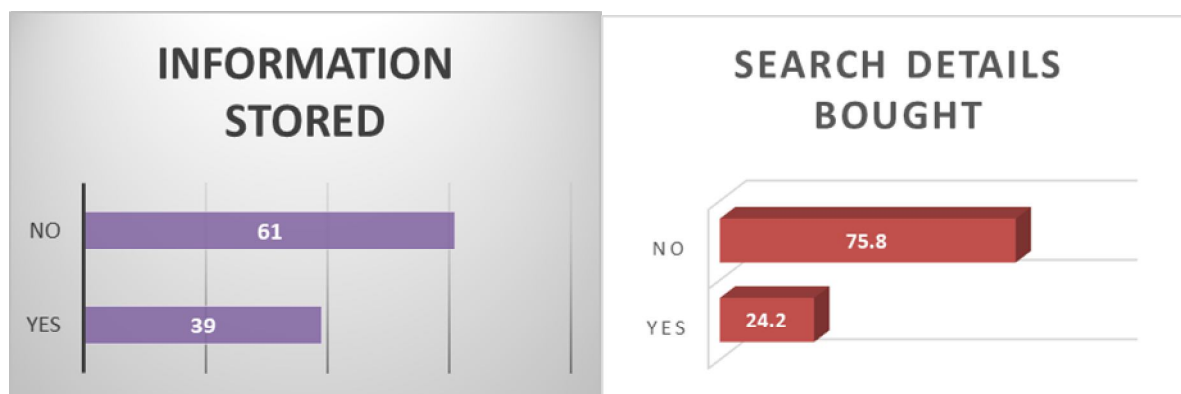 INFORMATION
STORED
NO
61
YES
39
SEARCH DETAILS
BOUGHT
NO
75.8
YES
24.2